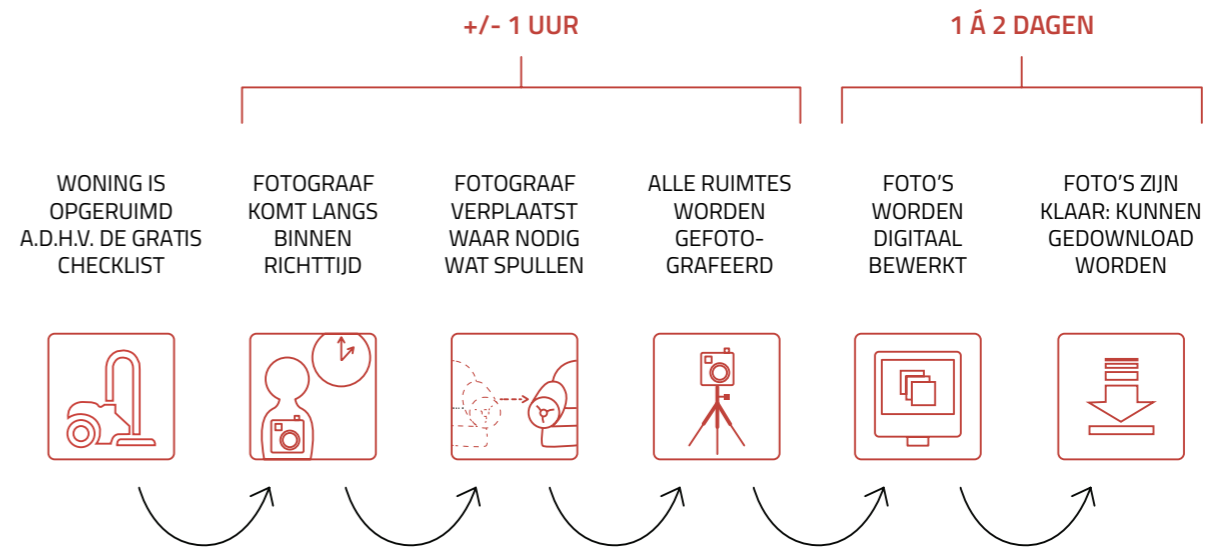 +/- 1 UUR
1 Á 2 DAGEN
WONING IS
OPGERUIMD
A.D.H.V. DE GRATIS
CHECKLIST
FOTOGRAAF
KOMT LANGS
BINNEN
RICHTTIJD
FOTOGRAAF
VERPLAATST
WAAR NODIG
WAT SPULLEN
ALLE RUIMTES
WORDEN
GEFOTO-
GRAFEERD
FOTO'S
WORDEN
DIGITAAL
BEWERKT
FOTO'S ZIJN
KLAAR: KUNNEN
GEDOWNLOAD
WORDEN